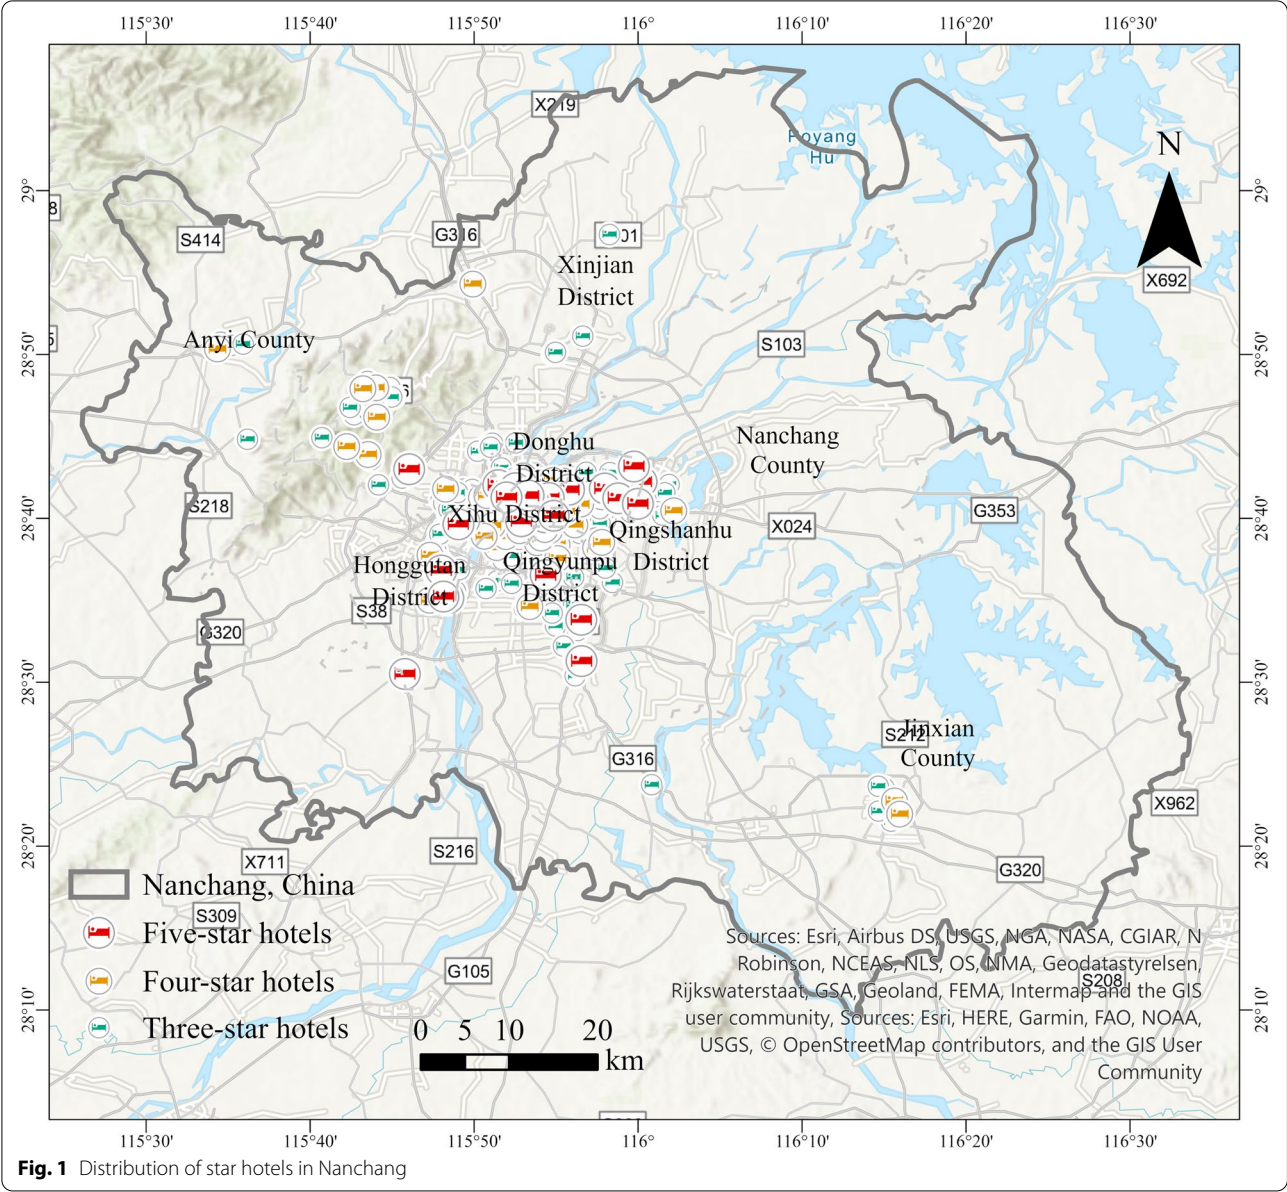 115°30' 115°40' 115°50' 116° 116°10' 116°20' 116°30'
X219
Poyang
Hu
N
29°
29°
S414
G316
Xinjian
District
X692
Anyi County
S103
28°50'
28°50'
Donghu
District
Nanchang
County
S218
Xihu District
G353
X024
28°40'
28°40'
Qingshanhu
District
Honggutan
District
Qingyunpu
District
S38
G320
28°30'
28°30'
S212
Jinxian
County
G316
X962
28°20'
28°20'
S216
X711
G320
Nanchang, China
S309
Five-star hotels
G105
Four-star hotels
S208
Three-star hotels
28°10'
28°10'
0 5 10 20
km
Sources: Esri, Airbus DS, USGS, NGA, NASA, CGIAR, N
Robinson, NCEAS, NLS, OS, NMA, Geodatastyrelsen,
Rijkswaterstaat, GSA, Geoland, FEMA, Intermap and the GIS
user community, Sources: Esri, HERE, Garmin, FAO, NOAA,
USGS, © OpenStreetMap contributors, and the GIS User
Community
115°30' 115°40' 115°50' 116° 116°10' 116°20' 116°30'
Fig. 1 Distribution of star hotels in Nanchang